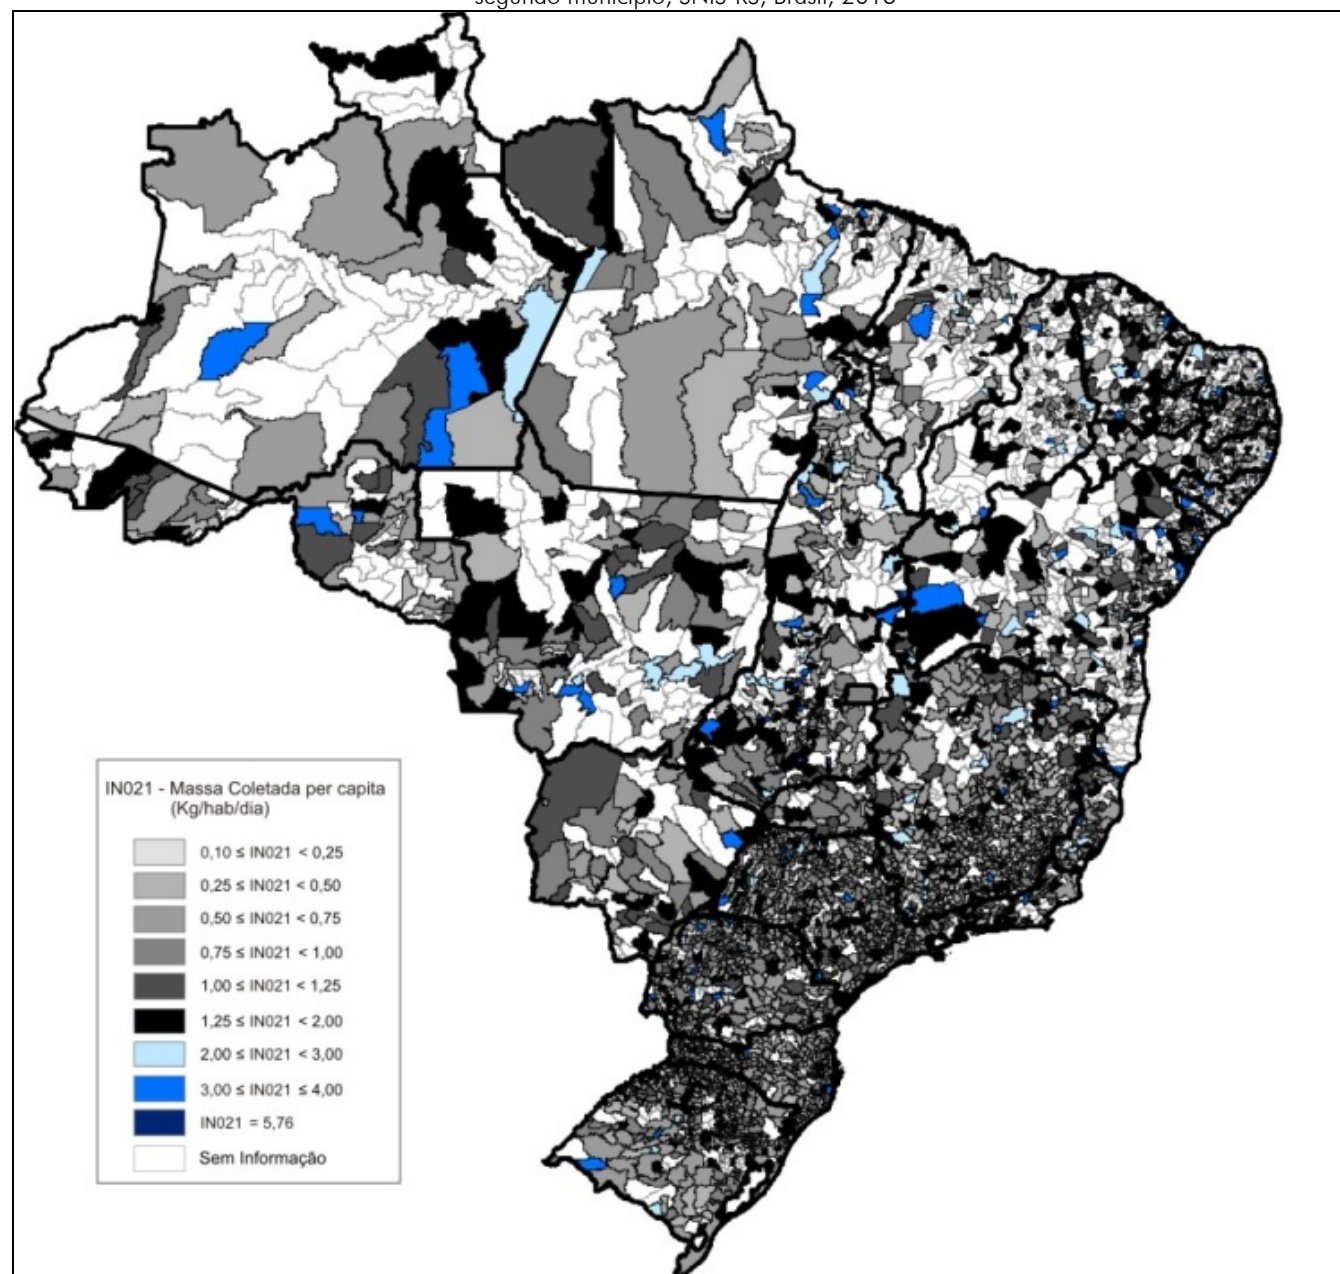 IN021 - Massa Coletada per capita
(Kg/hab/dia)
0,10 ≤ IN021 < 0,25
0,25 ≤ IN021 < 0,50
0,50 ≤ IN021 < 0,75
0,75 ≤ IN021 < 1,00
1,00 ≤ IN021 < 1,25
1,25 ≤ IN021 < 2,00
2,00 ≤ IN021 < 3,00
3,00 ≤ IN021 ≤ 4,00
IN021 = 5,76
Sem Informação